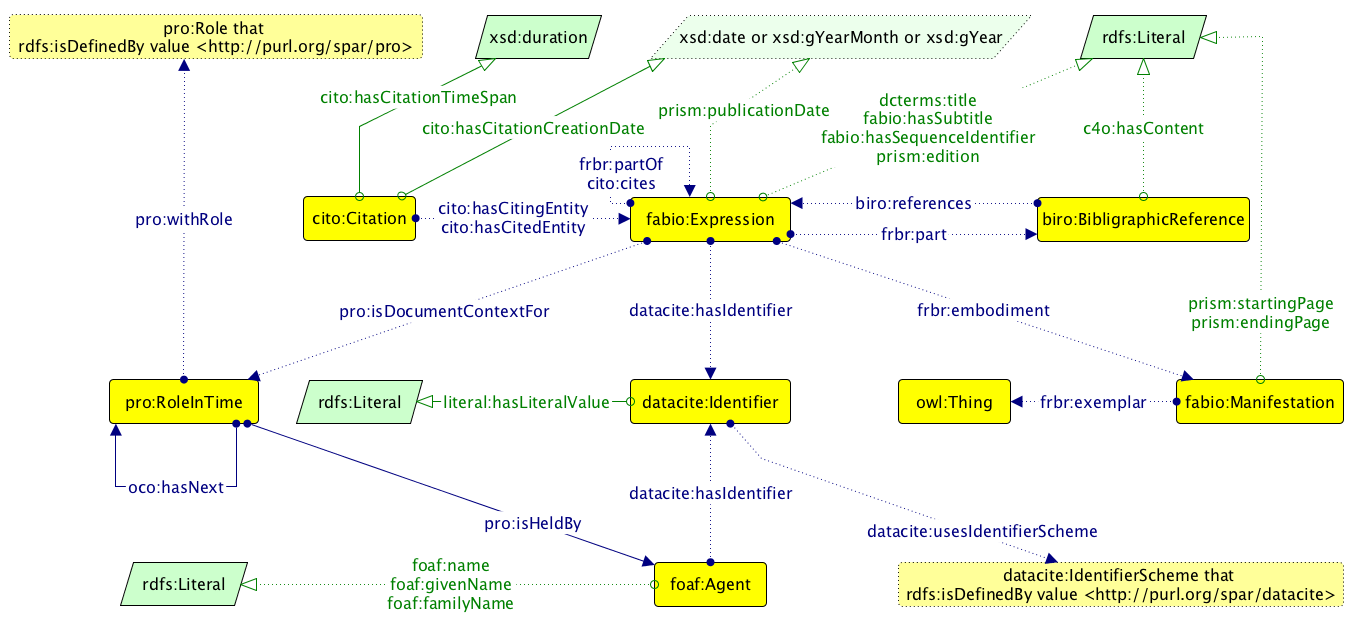 pro:Role that
rdfs:isDefinedBy value <http://purl.org/spar/pro>
xsd:duration
xsd:date or xsd:gYearMonth or xsd:gYear
rdfs:Literal
cito:hasCitationTimeSpan
cito:hasCitationCreationDate
prism:publicationDate
dcterms:title
fabio:hasSubtitle
fabio:hasSequenceIdentifier
prism:edition
c4o:hasContent
frbr:partOf
cito:cites
pro:withRole
cito:Citation
cito:hasCitingEntity
cito:hasCitedEntity
fabio:Expression
biro:references
frbr:part
biro:BibligraphicReference
pro:isDocumentContextFor
datacite:hasIdentifier
frbr:embodiment
prism:startingPage
prism:endingPage
pro:RoleInTime
rdfs:Literal
literal:hasLiteralValue
datacite:Identifier
owl:Thing
frbr:exemplar
fabio:Manifestation
oco:hasNext
datacite:hasIdentifier
pro:isHeldBy
datacite:usesIdentifierScheme
rdfs:Literal
foaf:name
foaf:givenName
foaf:familyName
foaf:Agent
datacite:IdentifierScheme that
rdfs:isDefinedBy value <http://purl.org/spar/datacite>